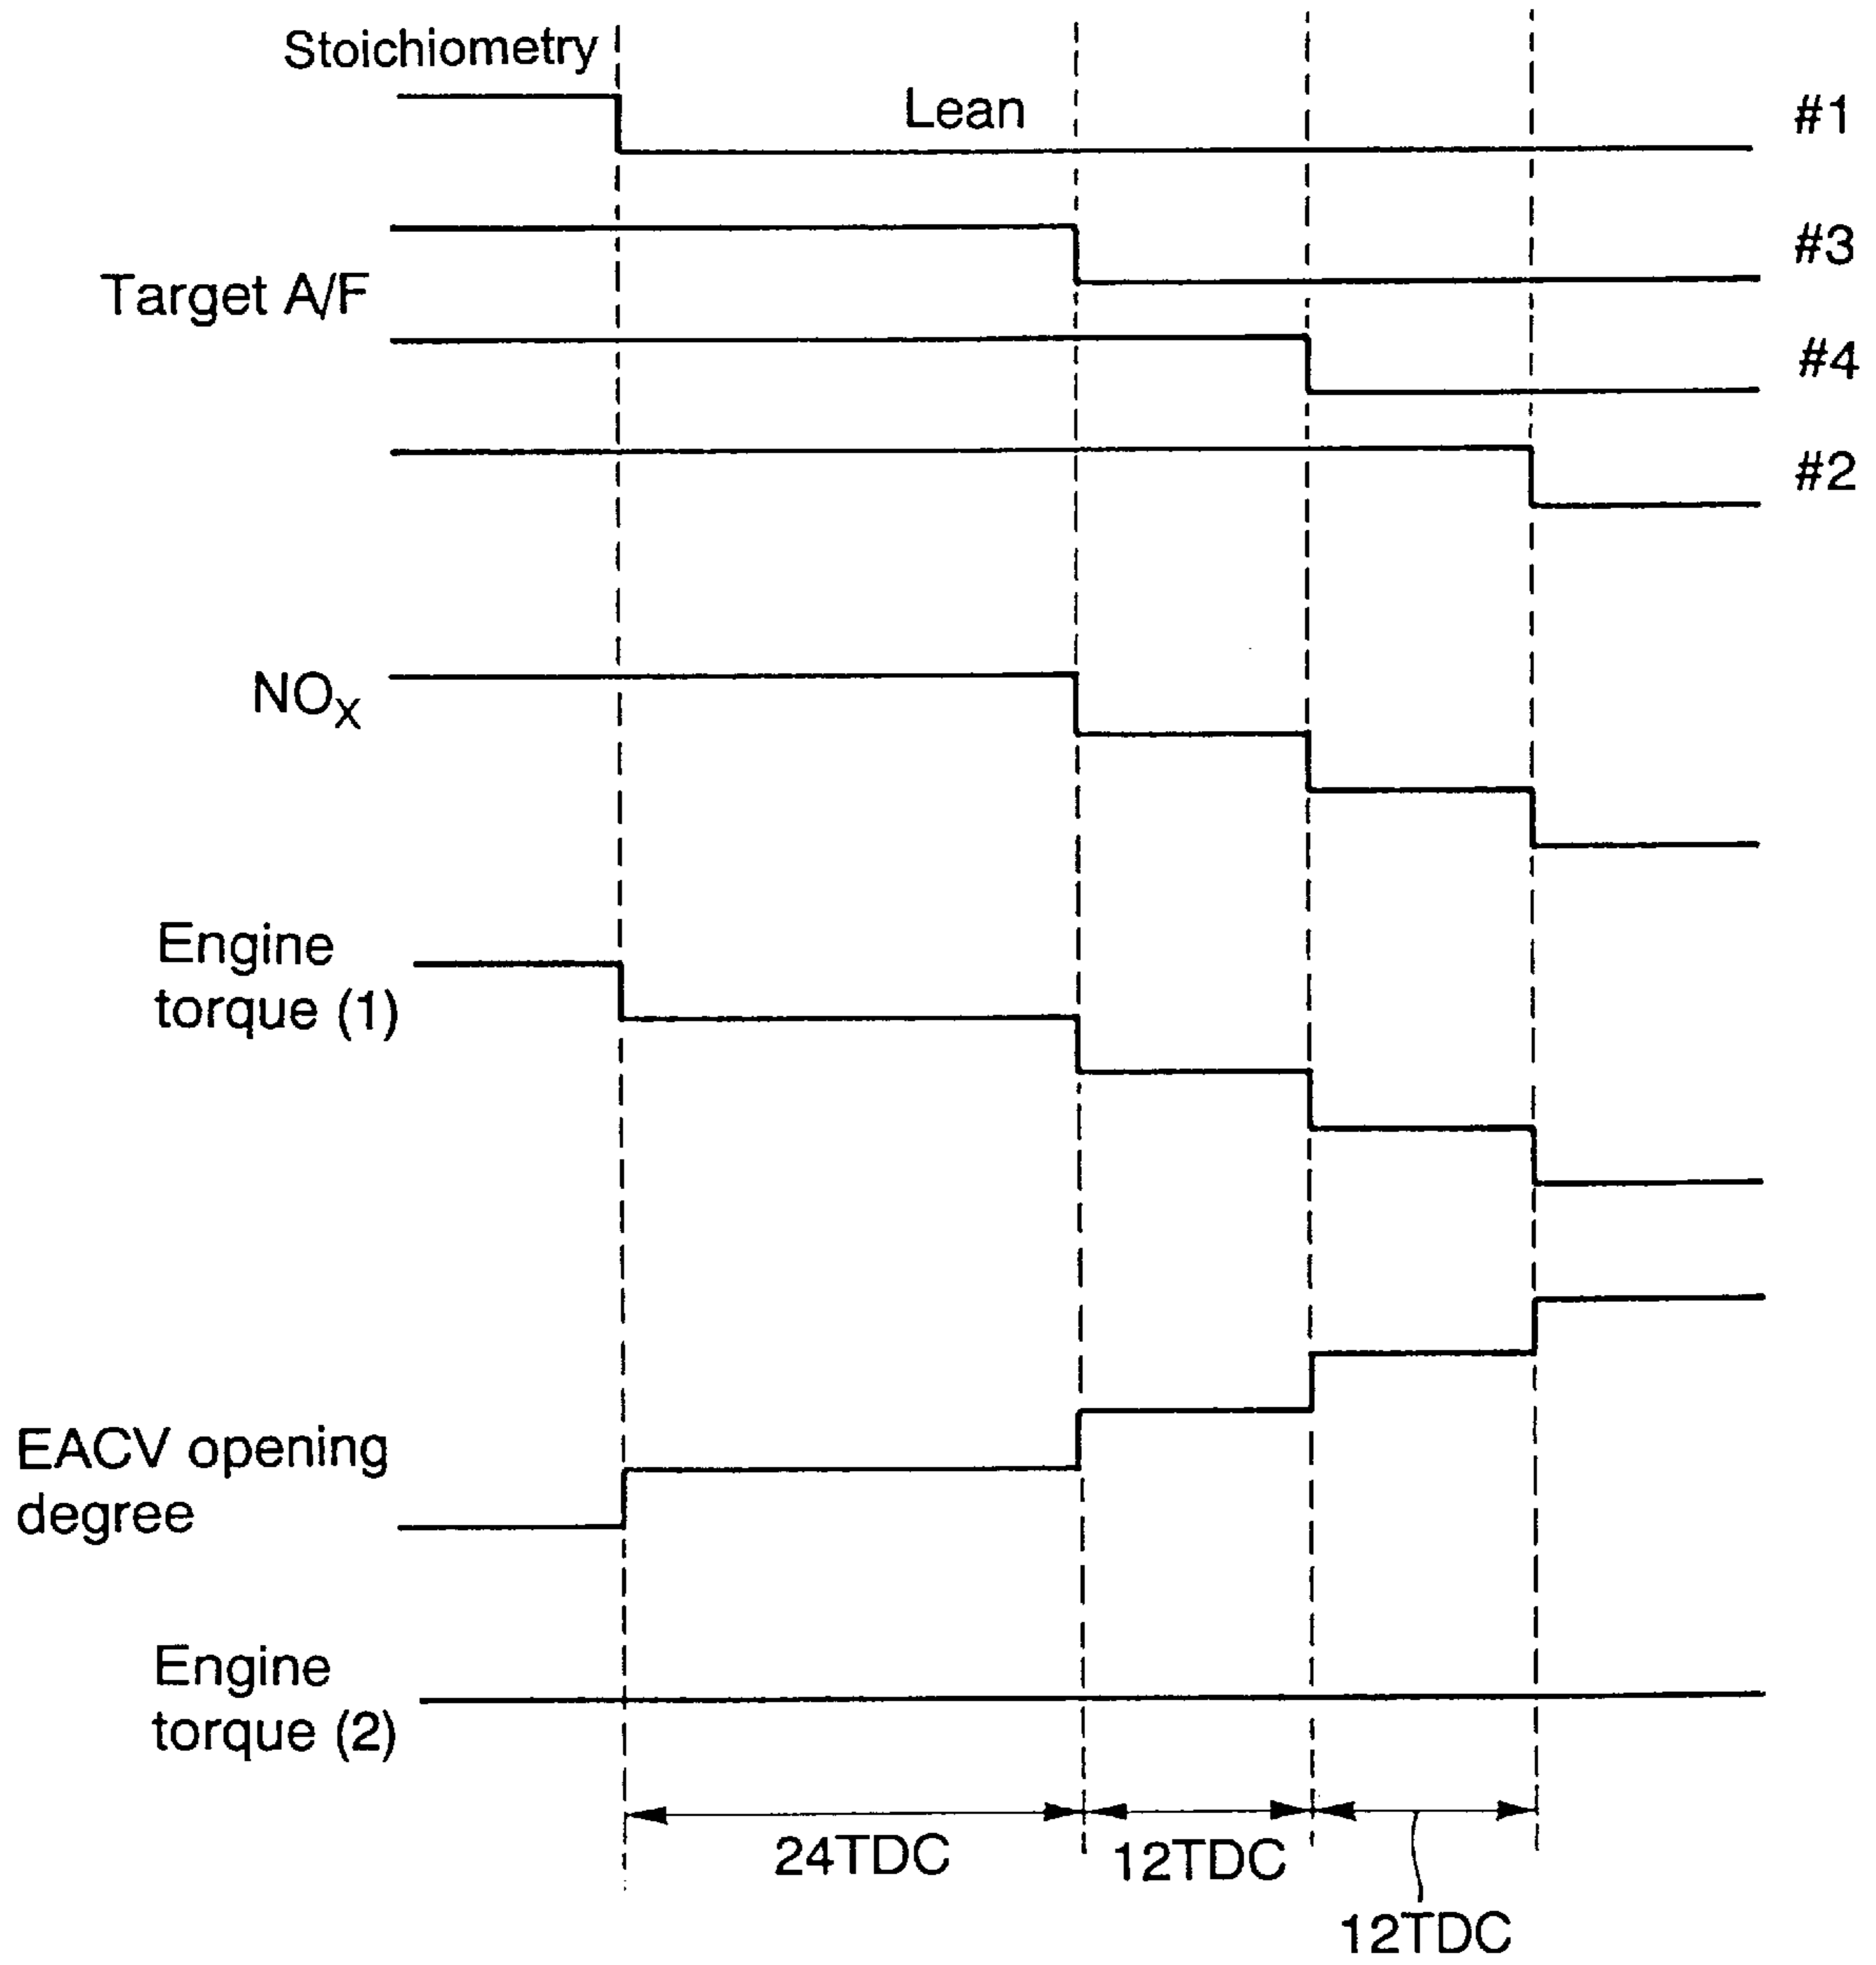 Stoichiometry
Lean
#1
#3
Target A/F
#4
#2
NOX
Engine
torque (1)
EACV opening
degree
Engine
torque (2)
24TDC
12TDC
12TDC